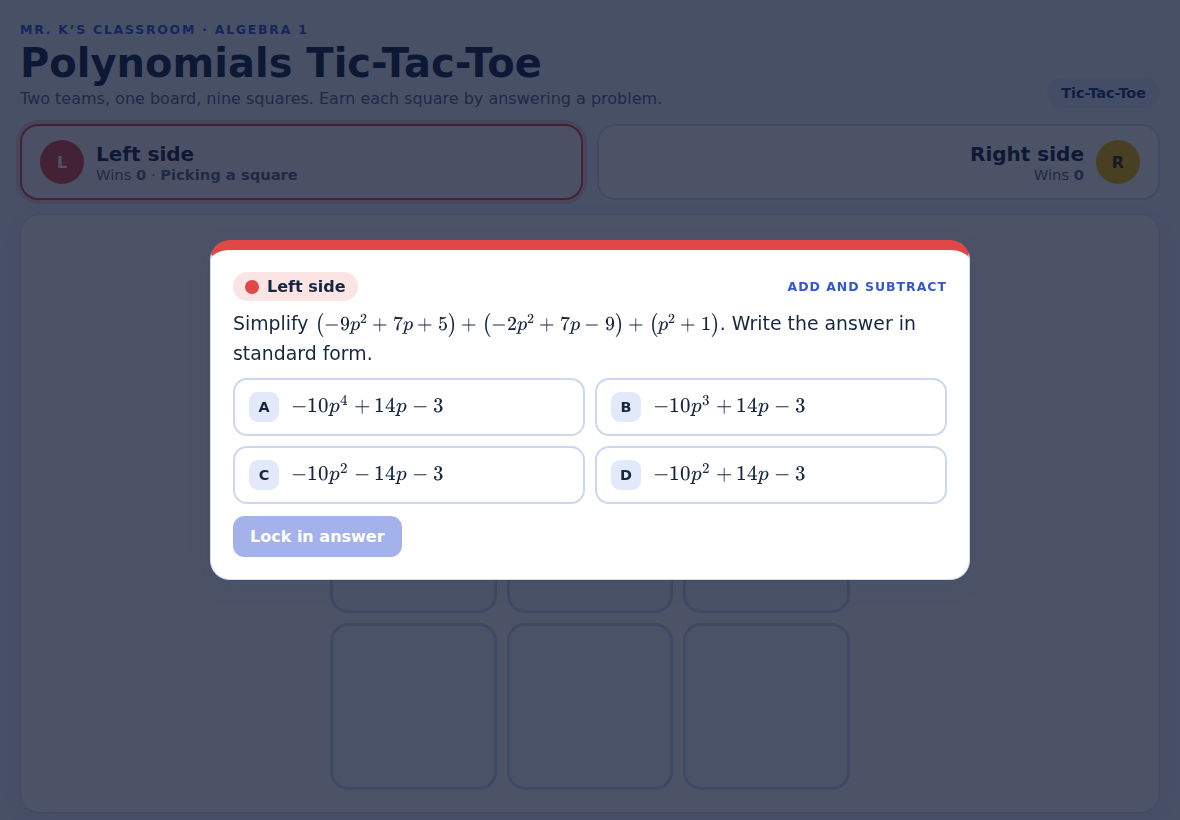 MR. K’S CLASSROOM · ALGEBRA 1
Polynomials Tic-Tac-Toe
Two teams, one board, nine squares. Earn each square by answering a problem.
Tic-Tac-Toe
L
Left side
Wins 0 · Picking a square
Right side
Wins 0
R
Left side
ADD AND SUBTRACT
Simplify (−9p² + 7p + 5) + (−2p² + 7p − 9) + (p² + 1). Write the answer in
standard form.
A −10p⁴ + 14p − 3
B −10p³ + 14p − 3
C −10p² − 14p − 3
D −10p² + 14p − 3
Lock in answer